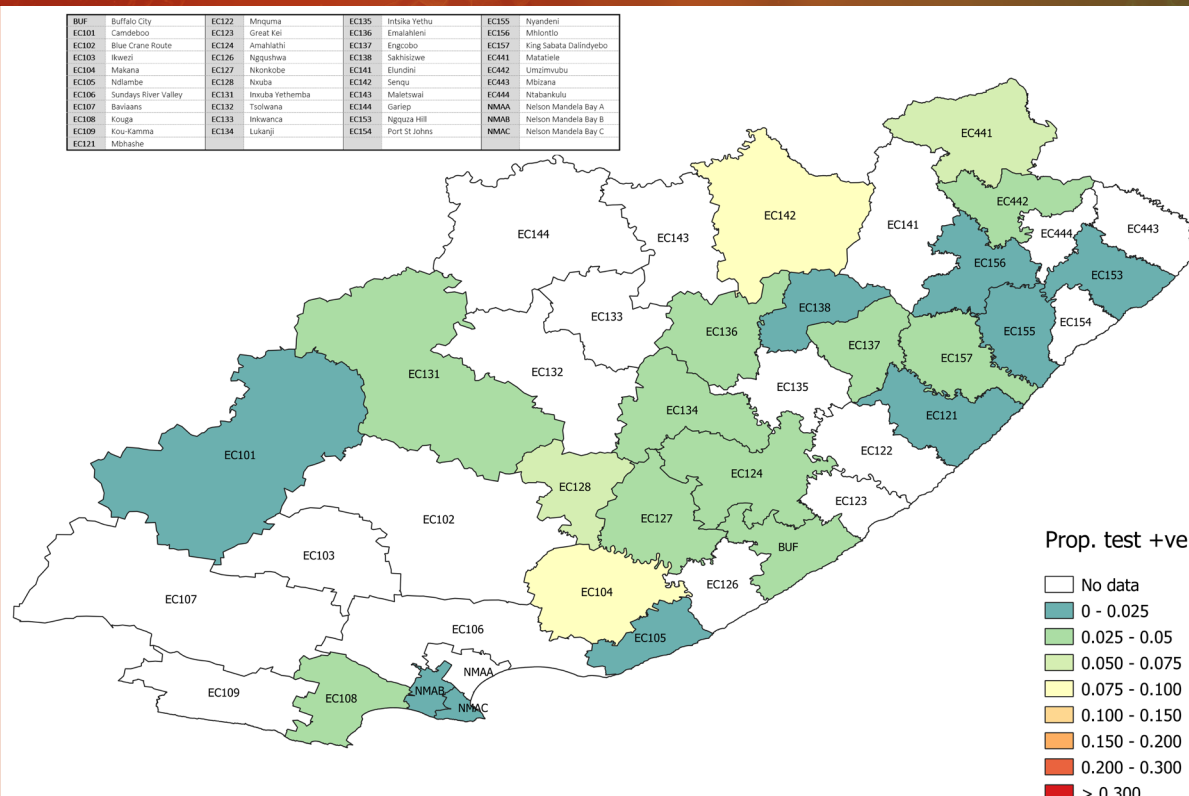 BUF Buffalo City EC122 Mnquma EC135 Intsika Yethu EC155 Nyandeni
EC101 Camdeboo EC123 Great Kei EC136 Emalahleni EC156 Mhlontlo
EC102 Blue Crane Route EC124 Amahlathi EC137 Engcobo EC157 King Sabata Dalindyebo
EC103 Ikwezi EC126 Ngqushwa EC138 Sakhisizwe EC441 Matatiele
EC104 Makana EC127 Nkonkobe EC141 Elundini EC442 Umzimvubu
EC105 Ndlambe EC128 Nxuba EC142 Senqu EC443 Mbizana
EC106 Sundays River Valley EC131 Inxuba Yethemba EC143 Maletswai EC444 Ntabankulu
EC107 Baviaans EC132 Tsolwana EC144 Gariep NMAA Nelson Mandela Bay A
EC108 Kouga EC133 Inkwanca EC153 Ngquza Hill NMAB Nelson Mandela Bay B
EC109 Kou-Kamma EC134 Lukanji EC154 Port St Johns NMAC Nelson Mandela Bay C
EC121 Mbhashe
EC441
EC442
EC142
EC141
EC444
EC443
EC144
EC143
EC156
EC153
EC138
EC133
EC136
EC155
EC154
EC137
EC157
EC131
EC132
EC135
EC134
EC121
EC101
EC122
EC124
EC128
EC123
EC102
EC127
BUF
EC103
EC126
EC104
EC107
EC106
EC105
NMAA
EC109
EC108
NMAB
NMAC
Prop. test +ve
No data
0 - 0.025
0.025 - 0.05
0.050 - 0.075
0.075 - 0.100
0.100 - 0.150
0.150 - 0.200
0.200 - 0.300
> 0.300